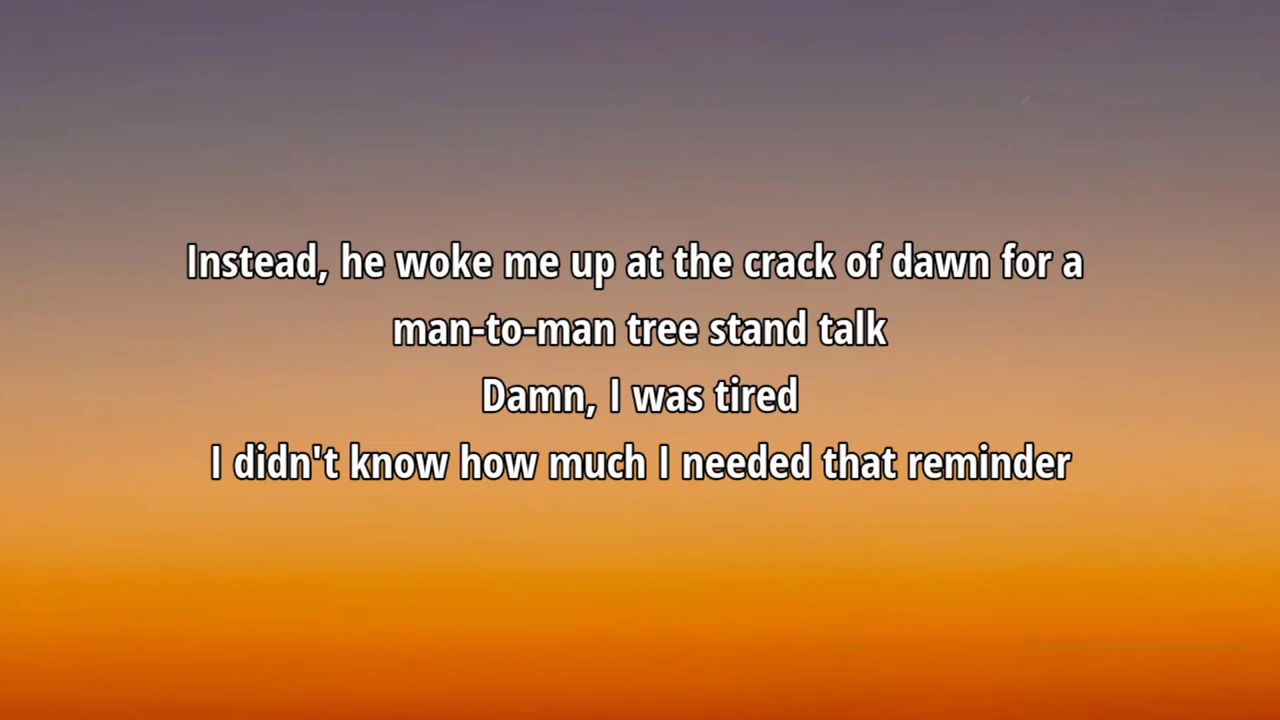 Instead, he woke me up at the crack of dawn for a
man-to-man tree stand talk
Damn, I was tired
I didn't know how much I needed that reminder